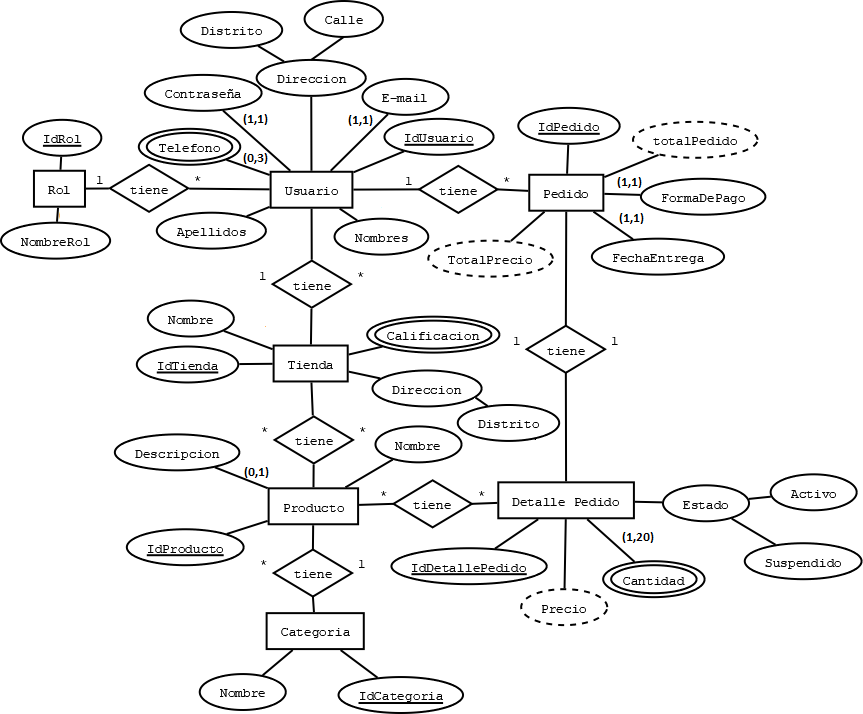 Calle
Distrito
Direccion
Contraseña
E-mail
(1,1)
(1,1)
IdPedido
totalPedido
IdRol
Telefono
IdUsuario
(0,3)
Rol
1
tiene
*
Usuario
1
tiene
*
Pedido
(1,1)
FormaDePago
(1,1)
NombreRol
Apellidos
Nombres
TotalPrecio
FechaEntrega
1
tiene
*
Nombre
Calificacion
1
tiene
1
IdTienda
Tienda
Direccion
Distrito
*
tiene
*
Nombre
Descripcion
(0,1)
Producto
*
tiene
*
Detalle Pedido
Estado
Activo
(1,20)
IdProducto
Suspendido
*
tiene
1
IdDetallePedido
Cantidad
Precio
Categoria
Nombre
IdCategoria